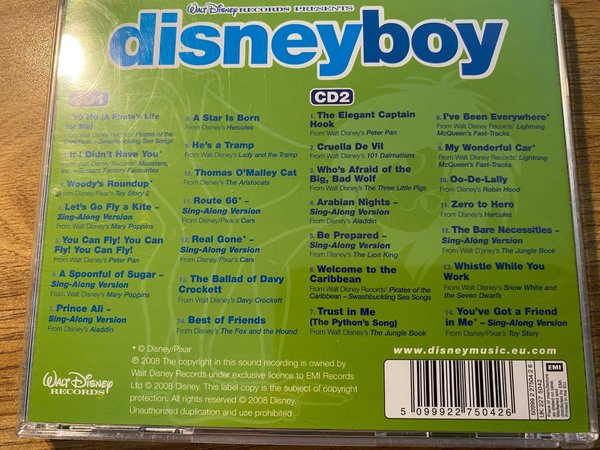 Walt Disney RECORDS PRESENTS
disneyboy
CD1
1. Yo Ho (A Pirate's Life
for Me)
From Walt Disney Records' Pirates of the
Caribbean – Swashbuckling Sea Songs
2. If I Didn't Have You*
From Walt Disney Records' Monsters,
Inc – Scream Factory Favourites
3. Woody's Roundup*
From Disney/Pixar's Toy Story 2
4. Let's Go Fly a Kite –
Sing-Along Version
From Walt Disney's Mary Poppins
5. You Can Fly! You Can
Fly! You Can Fly!
From Walt Disney's Peter Pan
6. A Spoonful of Sugar –
Sing-Along Version
From Walt Disney's Mary Poppins
7. Prince Ali –
Sing-Along Version
From Disney's Aladdin
8. A Star Is Born
From Disney's Hercules
9. He's a Tramp
From Walt Disney's Lady and the Tramp
10. Thomas O'Malley Cat
From Disney's The Aristocats
11. Route 66* –
Sing-Along Version
From Disney/Pixar's Cars
12. Real Gone* –
Sing-Along Version
From Disney/Pixar's Cars
13. The Ballad of Davy
Crockett
From Walt Disney's Davy Crockett
14. Best of Friends
From Disney's The Fox and the Hound
CD2
1. The Elegant Captain
Hook
From Walt Disney's Peter Pan
2. Cruella De Vil
From Walt Disney's 101 Dalmatians
3. Who's Afraid of the
Big, Bad Wolf
From Walt Disney's The Three Little Pigs
4. Arabian Nights –
Sing-Along Version
From Disney's Aladdin
5. Be Prepared –
Sing-Along Version
From Disney's The Lion King
6. Welcome to the
Caribbean
From Walt Disney Records' Pirates of the
Caribbean – Swashbuckling Sea Songs
7. Trust in Me
(The Python's Song)
From Walt Disney's The Jungle Book
8. I've Been Everywhere*
From Walt Disney Records' Lightning
McQueen's Fast-Tracks
9. My Wonderful Car*
From Walt Disney Records' Lightning
McQueen's Fast-Tracks
10. Oo-De-Lally
From Disney's Robin Hood
11. Zero to Hero
From Disney's Hercules
12. The Bare Necessities –
Sing-Along Version
From Walt Disney's The Jungle Book
13. Whistle While You
Work
From Walt Disney's Snow White and
the Seven Dwarfs
14. You've Got a Friend
in Me* – Sing-Along Version
From Disney/Pixar's Toy Story
* © Disney/Pixar
℗ 2008 The copyright in this sound recording is owned by
Walt Disney Records under exclusive licence to EMI Records
Ltd © 2008 Disney. This label copy is the subject of copyright
protection. All rights reserved © 2008 Disney.
Unauthorized duplication and use prohibited.
Walt Disney
RECORDS
www.disneymusic.eu.com
5 099922 750426
EMI